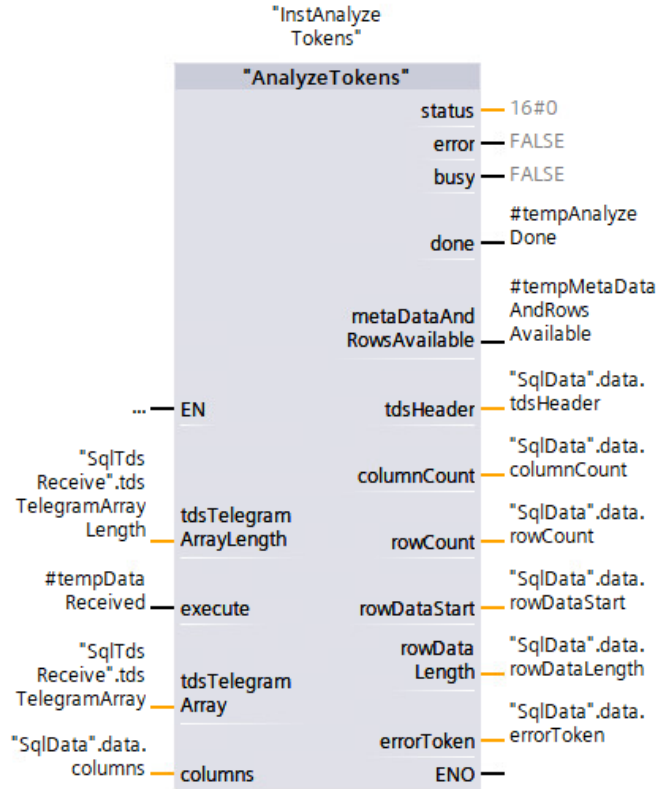 "InstAnalyze
Tokens"
"AnalyzeTokens"
status
16#0
error
FALSE
busy
FALSE
done
#tempAnalyze
Done
metaDataAnd
RowsAvailable
#tempMetaData
AndRows
Available
...
EN
tdsHeader
"SqlData".data.
tdsHeader
"SqlTds
Receive".tds
TelegramArray
Length
tdsTelegram
ArrayLength
columnCount
"SqlData".data.
columnCount
rowCount
"SqlData".data.
rowCount
#tempData
Received
execute
rowDataStart
"SqlData".data.
rowDataStart
"SqlTds
Receive".tds
TelegramArray
tdsTelegram
Array
rowData
Length
"SqlData".data.
rowDataLength
errorToken
"SqlData".data.
errorToken
"SqlData".data.
columns
columns
ENO